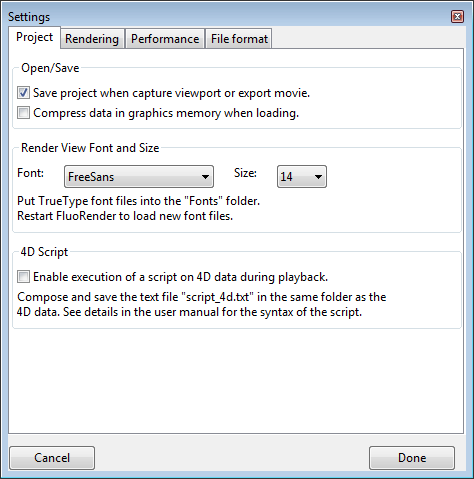 Settings
Project
Rendering
Performance
File format
Open/Save
Save project when capture viewport or export movie.
Compress data in graphics memory when loading.
Render View Font and Size
Font: FreeSans Size: 14
Put TrueType font files into the "Fonts" folder.
Restart FluoRender to load new font files.
4D Script
Enable execution of a script on 4D data during playback.
Compose and save the text file "script_4d.txt" in the same folder as the
4D data. See details in the user manual for the syntax of the script.
Cancel
Done